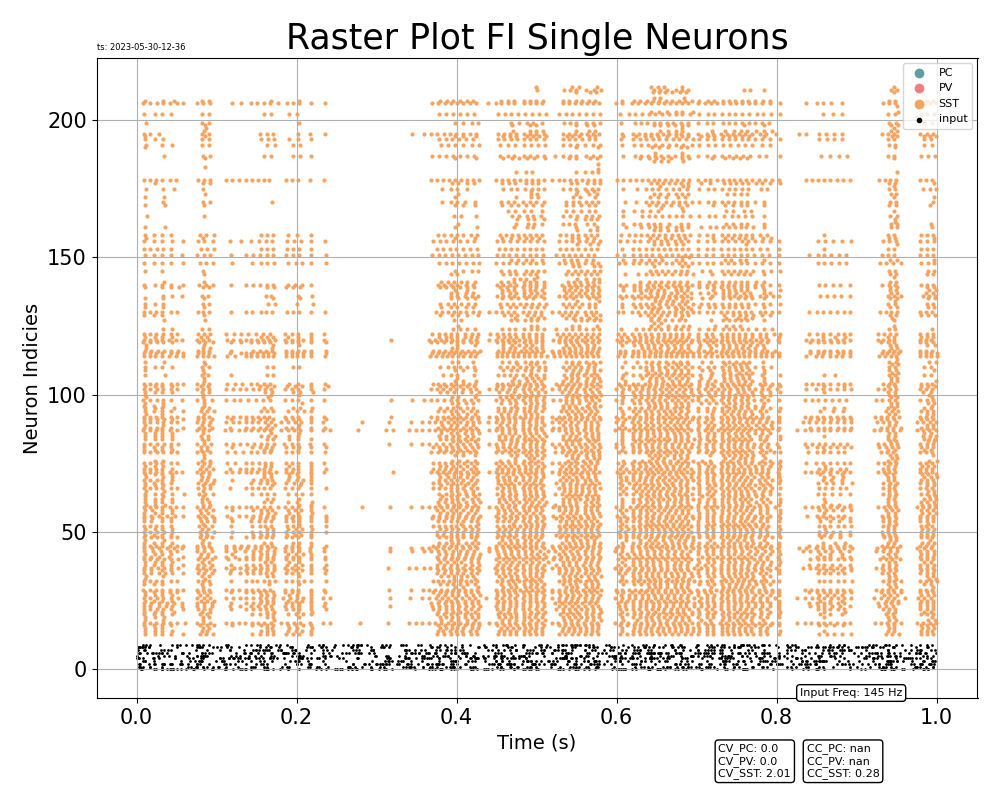 Raster Plot FI Single Neurons
ts: 2023-05-30-12-36
PC
PV
SST
input
Neuron Indicies
200
150
100
50
0
0.0 0.2 0.4 0.6 0.8 1.0
Time (s)
Input Freq: 145 Hz
CV_PC: 0.0
CV_PV: 0.0
CV_SST: 2.01
CC_PC: nan
CC_PV: nan
CC_SST: 0.28